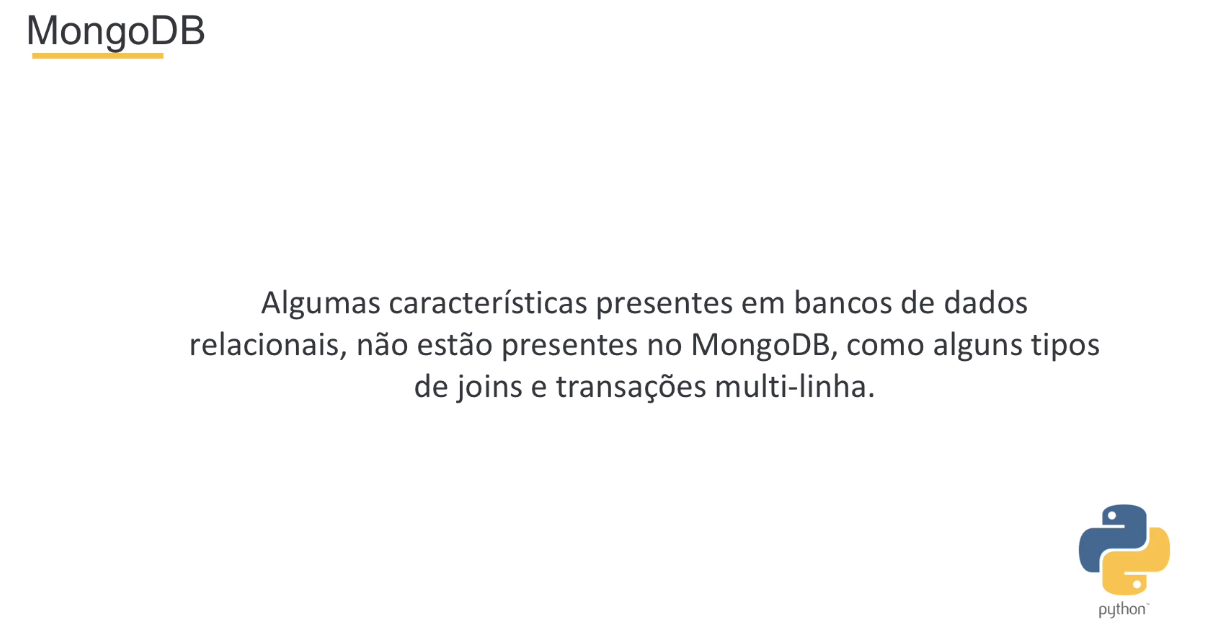 MongoDB
Algumas características presentes em bancos de dados
relacionais, não estão presentes no MongoDB, como alguns tipos
de joins e transações multi-linha.
python™